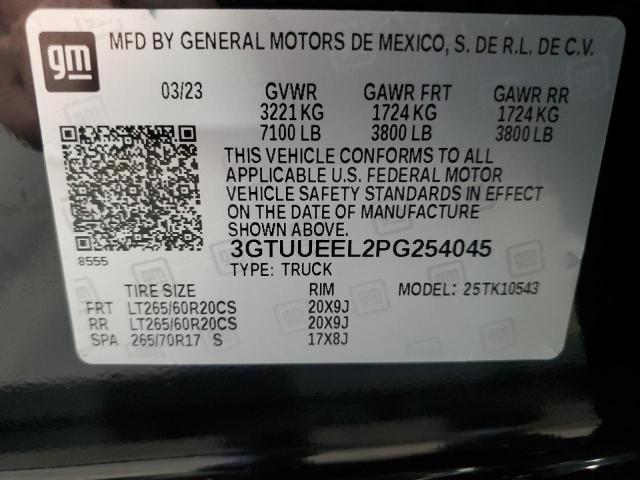 gm MFD BY GENERAL MOTORS DE MEXICO, S. DE R.L. DE C.V.
03/23 GVWR GAWR FRT GAWR RR
3221 KG 1724 KG 1724 KG
7100 LB 3800 LB 3800 LB
THIS VEHICLE CONFORMS TO ALL
APPLICABLE U.S. FEDERAL MOTOR
VEHICLE SAFETY STANDARDS IN EFFECT
ON THE DATE OF MANUFACTURE
SHOWN ABOVE.
3GTUUEEL2PG254045
8555
TYPE: TRUCK
TIRE SIZE RIM MODEL: 25TK10543
FRT LT265/60R20CS 20X9J
RR LT265/60R20CS 20X9J
SPA 265/70R17 S 17X8J